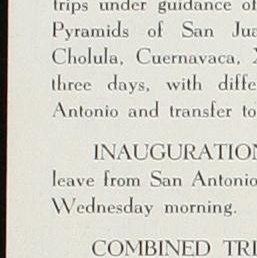 trips under guidance of
Pyramids of San Jua
Cholula, Cuernavaca, X
three days, with diffe
Antonio and transfer to
INAUGURATION
leave from San Antonio
Wednesday morning.
COMBINED TRI